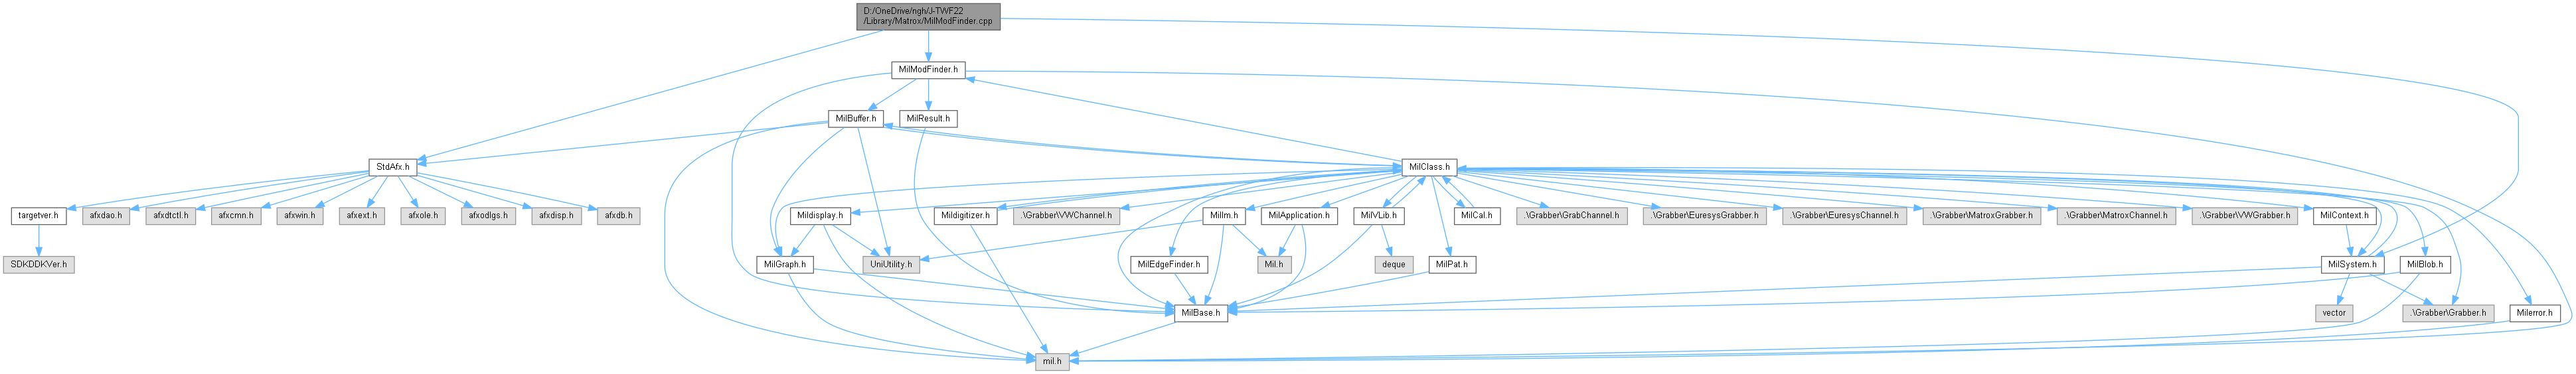 D:/OneDrive/ngh/J-TWF22
/Library/Matrox/MilModFinder.cpp
MilModFinder.h
MilBuffer.h
MilResult.h
StdAfx.h
MilClass.h
targetver.h
afxdao.h
afxdtctl.h
afxcmn.h
afxwin.h
afxext.h
afxole.h
afxodlgs.h
afxdisp.h
afxdb.h
Mildisplay.h
Mildigitizer.h
.\Grabber\VWChannel.h
MilIm.h
MilApplication.h
MilVLib.h
MilCal.h
.\Grabber\GrabChannel.h
.\Grabber\EuresysGrabber.h
.\Grabber\EuresysChannel.h
.\Grabber\MatroxGrabber.h
.\Grabber\MatroxChannel.h
.\Grabber\VWGrabber.h
MilContext.h
SDKDDKVer.h
MilGraph.h
UniUtility.h
MilEdgeFinder.h
Mil.h
deque
MilPat.h
MilSystem.h
MilBlob.h
MilBase.h
vector
.\Grabber\Grabber.h
Milerror.h
mil.h